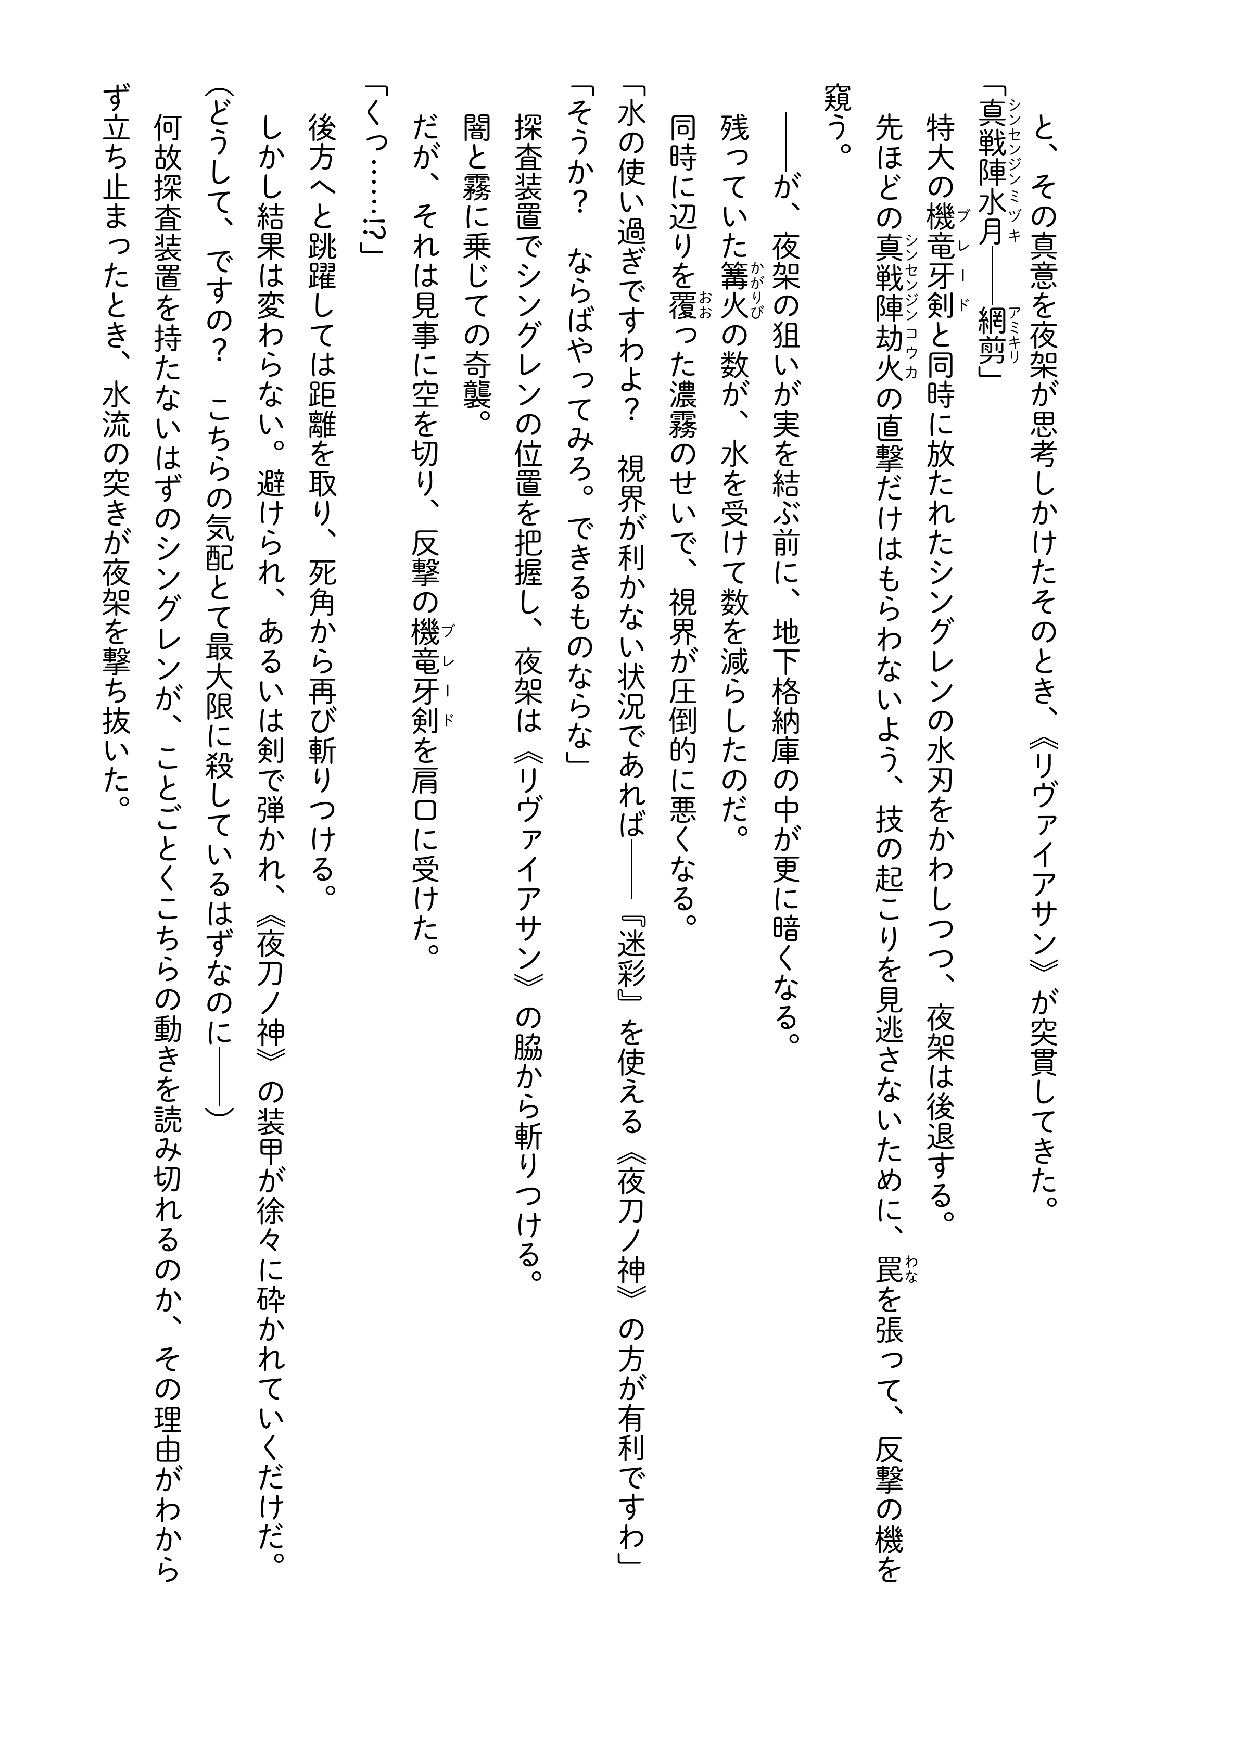 と、その真意を夜架が思考しかけたそのとき、《リヴァイアサン》が突貫してきた。
「真戦陣水月――網剪」
シンセンジンミヅキ　アミキリ
特大の機竜牙剣と同時に放たれたシングレンの水刃をかわしつつ、夜架は後退する。
ブレード
先ほどの真戦陣劫火の直撃だけはもらわないよう、技の起こりを見逃さないために、罠を張って、反撃の機を
シンセンジンコウカ　わな
窺う。
――が、夜架の狙いが実を結ぶ前に、地下格納庫の中が更に暗くなる。
残っていた篝火の数が、水を受けて数を減らしたのだ。
かがりび
同時に辺りを覆った濃霧のせいで、視界が圧倒的に悪くなる。
おお
「水の使い過ぎですわよ？　視界が利かない状況であれば――『迷彩』を使える《夜刀ノ神》の方が有利ですわ」
「そうか？　ならばやってみろ。できるものならな」
探査装置でシングレンの位置を把握し、夜架は《リヴァイアサン》の脇から斬りつける。
闇と霧に乗じての奇襲。
だが、それは見事に空を切り、反撃の機竜牙剣を肩口に受けた。
ブレード
「くっ……!?」
後方へと跳躍しては距離を取り、死角から再び斬りつける。
しかし結果は変わらない。避けられ、あるいは剣で弾かれ、《夜刀ノ神》の装甲が徐々に砕かれていくだけだ。
（どうして、ですの？　こちらの気配とて最大限に殺しているはずなのに――）
何故探査装置を持たないはずのシングレンが、ことごとくこちらの動きを読み切れるのか、その理由がわから
ず立ち止まったとき、水流の突きが夜架を撃ち抜いた。